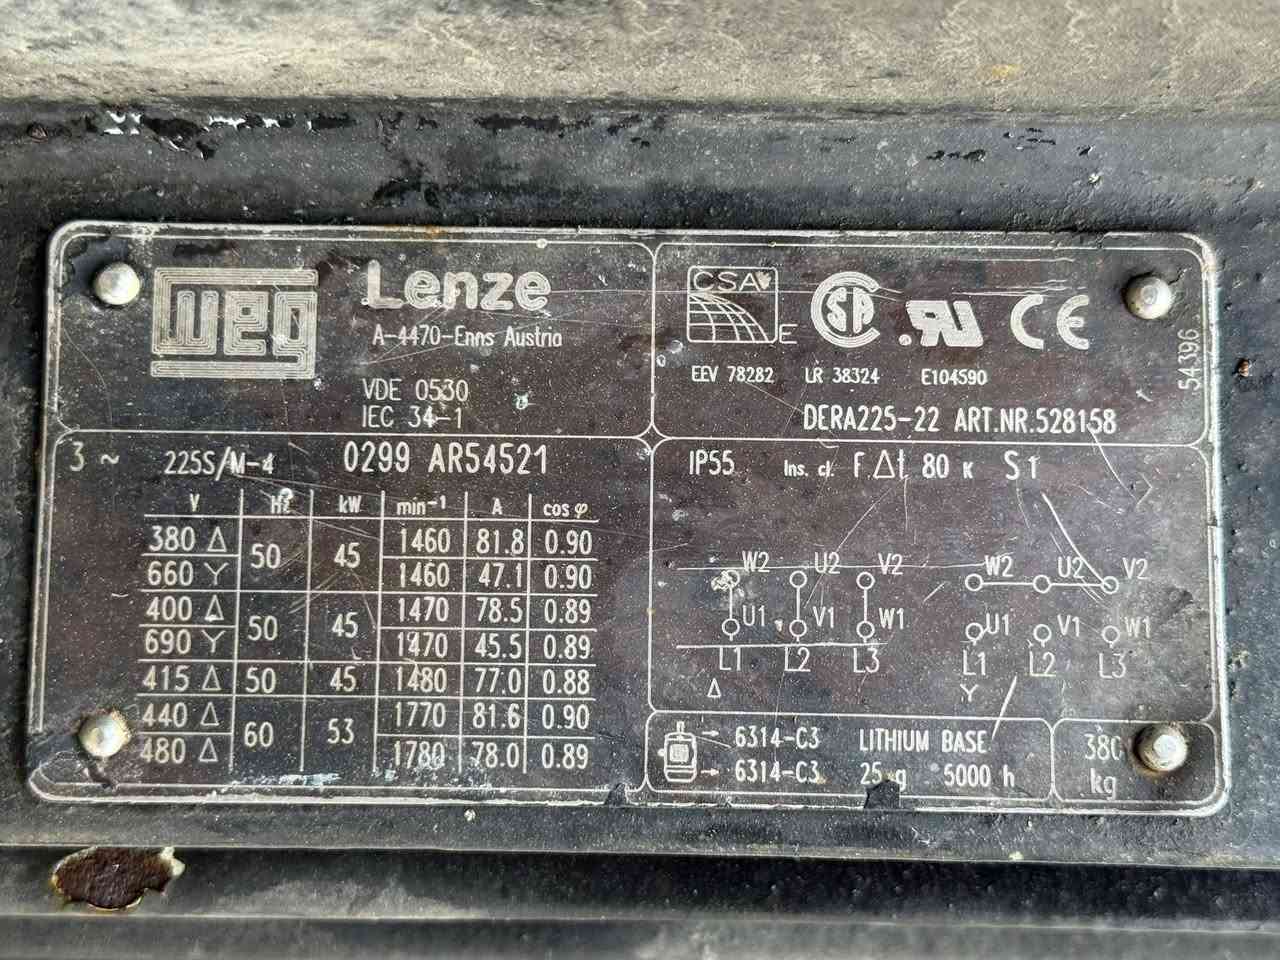 WEG
Lenze
A-4470-Enns Austria
VDE 0530
IEC 34-1
CSA E
SP
RU
CE
EEV 78282 LR 38324 E104590
DERA225-22 ART.NR.528158
54396
3 ~ 225S/M-4 0299 AR54521
V Hz kW min⁻¹ A cos φ
380 Δ 50 45 1460 81.8 0.90
660 Y 1460 47.1 0.90
400 Δ 50 45 1470 78.5 0.89
690 Y 1470 45.5 0.89
415 Δ 50 45 1480 77.0 0.88
440 Δ 60 53 1770 81.6 0.90
480 Δ 1780 78.0 0.89
IP55 Ins. cl. F Δt 80 K S1
W2 U2 V2 W2 U2 V2
U1 V1 W1 U1 V1 W1
L1 L2 L3 L1 L2 L3
Δ Y
6314-C3 LITHIUM BASE
6314-C3 25 g 5000 h
380
kg